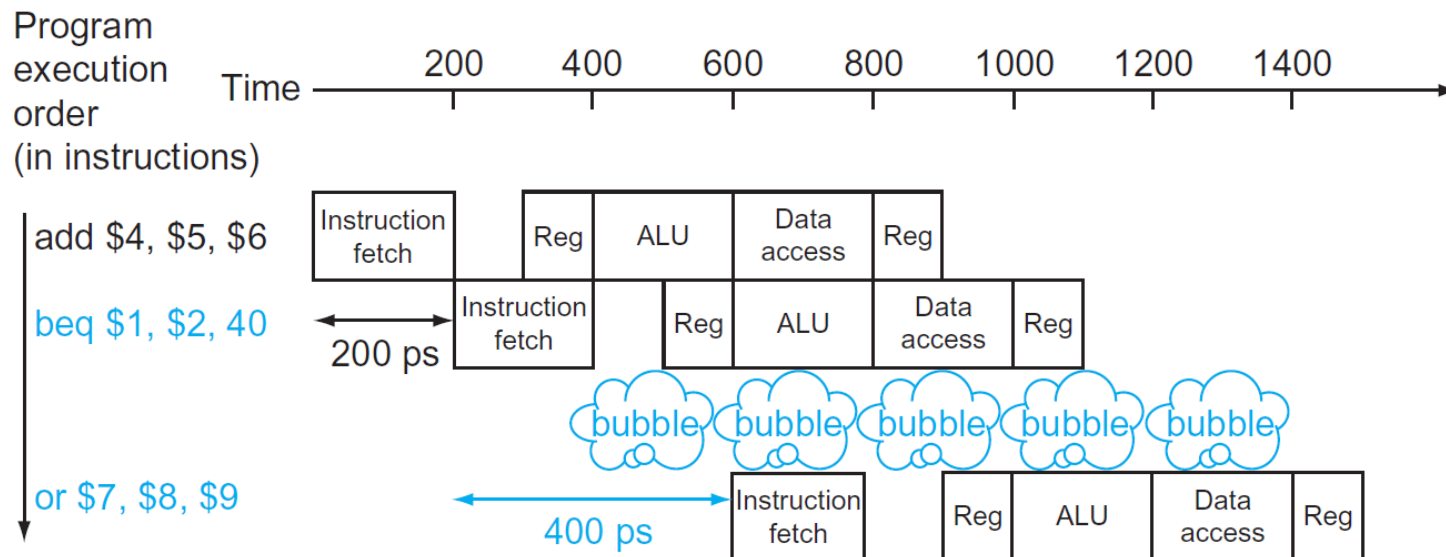 Program
execution
order
(in instructions)
Time
200 400 600 800 1000 1200 1400
add $4, $5, $6
Instruction
fetch
Reg
ALU
Data
access
Reg
beq $1, $2, 40
200 ps
Instruction
fetch
Reg
ALU
Data
access
Reg
bubble bubble bubble bubble bubble
or $7, $8, $9
400 ps
Instruction
fetch
Reg
ALU
Data
access
Reg